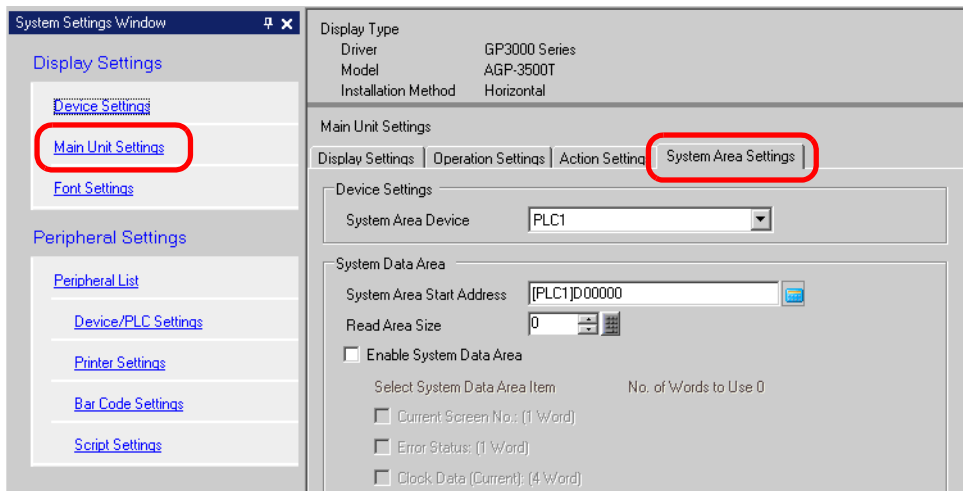 System Settings Window
Display Settings
Device Settings
Main Unit Settings
Font Settings
Peripheral Settings
Peripheral List
Device/PLC Settings
Printer Settings
Bar Code Settings
Script Settings
Display Type
Driver GP3000 Series
Model AGP-3500T
Installation Method Horizontal
Main Unit Settings
Display Settings Operation Settings Action Setting System Area Settings
Device Settings
System Area Device PLC1
System Data Area
System Area Start Address [PLC1]D00000
Read Area Size 0
Enable System Data Area
Select System Data Area Item No. of Words to Use 0
Current Screen No.: (1 Word)
Error Status: (1 Word)
Clock Data (Current): (4 Word)